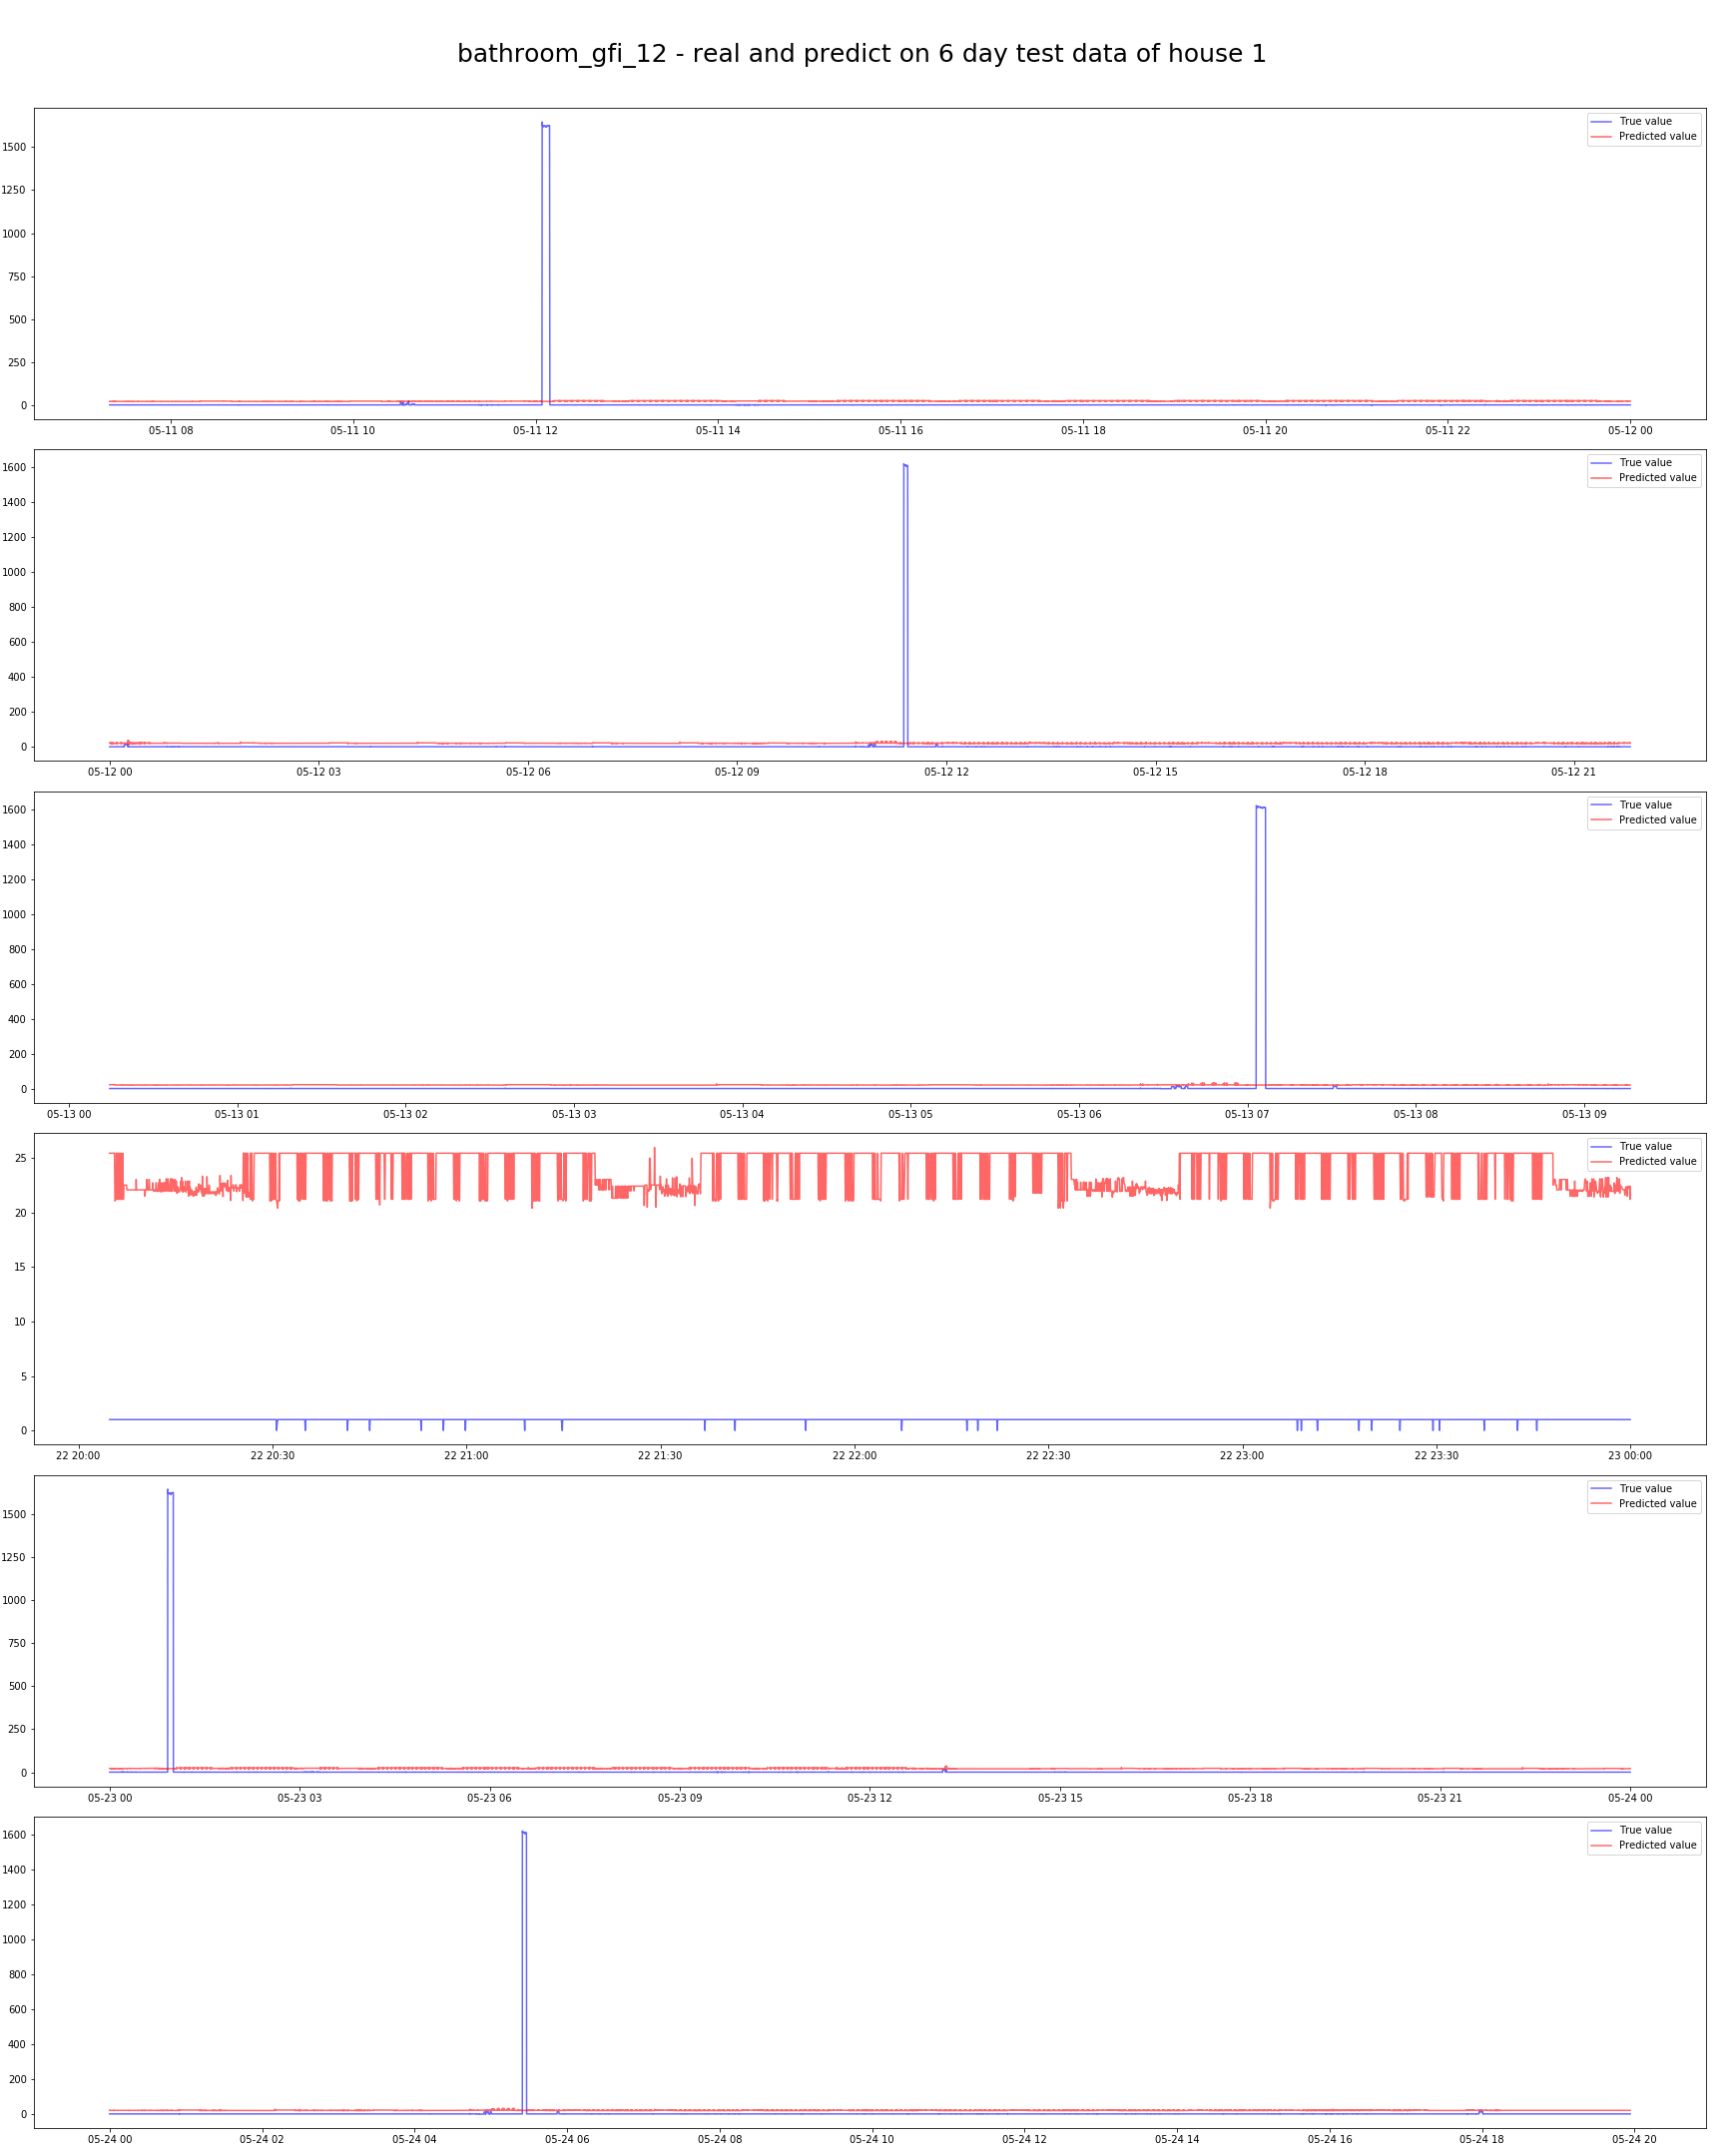 bathroom_gfi_12 - real and predict on 6 day test data of house 1
True value
Predicted value
1500
1250
1000
750
500
250
0
05-11 08 05-11 10 05-11 12 05-11 14 05-11 16 05-11 18 05-11 20 05-11 22 05-12 00
True value
Predicted value
1600
1400
1200
1000
800
600
400
200
0
05-12 00 05-12 03 05-12 06 05-12 09 05-12 12 05-12 15 05-12 18 05-12 21
True value
Predicted value
1600
1400
1200
1000
800
600
400
200
0
05-13 00 05-13 01 05-13 02 05-13 03 05-13 04 05-13 05 05-13 06 05-13 07 05-13 08 05-13 09
True value
Predicted value
25
20
15
10
5
0
22 20:00 22 20:30 22 21:00 22 21:30 22 22:00 22 22:30 22 23:00 22 23:30 23 00:00
True value
Predicted value
1500
1250
1000
750
500
250
0
05-23 00 05-23 03 05-23 06 05-23 09 05-23 12 05-23 15 05-23 18 05-23 21 05-24 00
True value
Predicted value
1600
1400
1200
1000
800
600
400
200
0
05-24 00 05-24 02 05-24 04 05-24 06 05-24 08 05-24 10 05-24 12 05-24 14 05-24 16 05-24 18 05-24 20